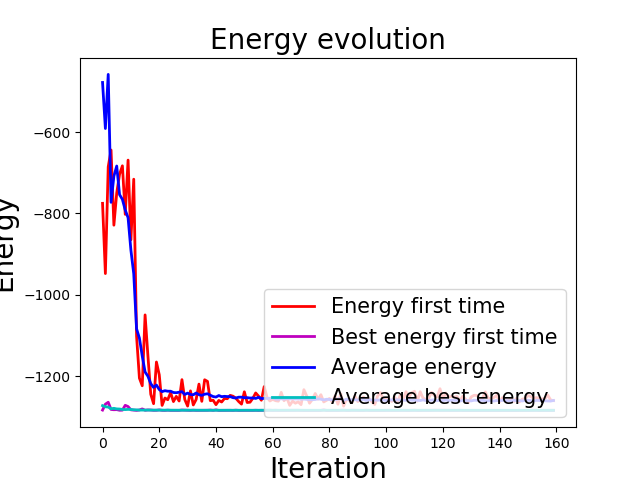 Energy evolution
Energy
−600
−800
−1000
−1200
Energy first time
Best energy first time
Average energy
Average best energy
0 20 40 60 80 100 120 140 160
Iteration